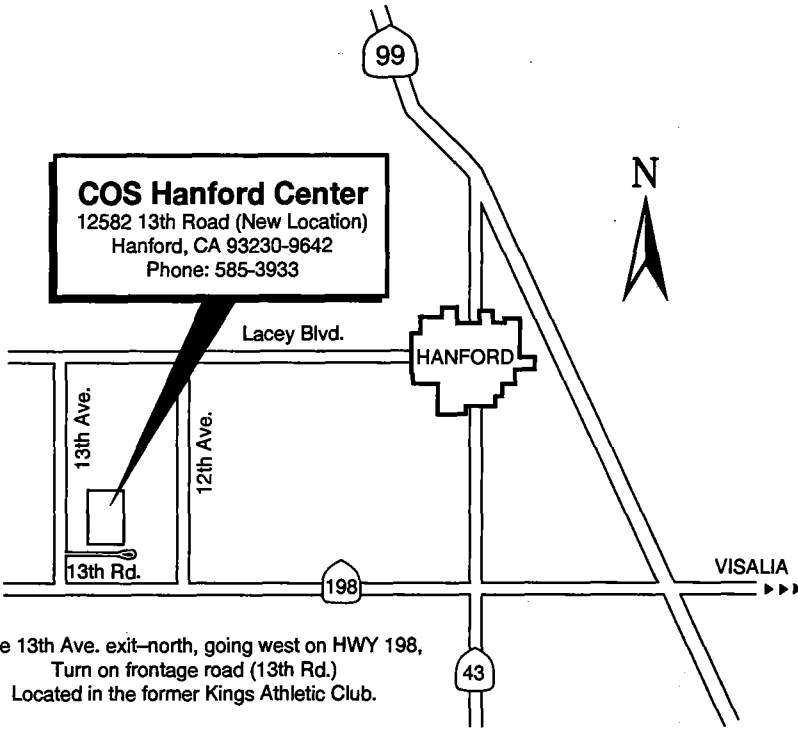 99
COS Hanford Center
12582 13th Road (New Location)
Hanford, CA 93230-9642
Phone: 585-3933
N
Lacey Blvd.
HANFORD
13th Ave.
12th Ave.
13th Rd.
198
VISALIA
13th Ave. exit–north, going west on HWY 198,
Turn on frontage road (13th Rd.)
Located in the former Kings Athletic Club.
43